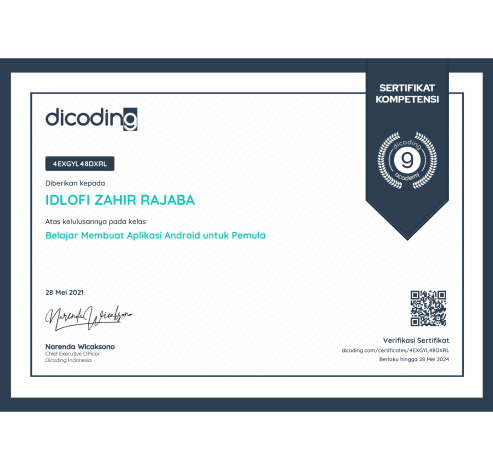 SERTIFIKAT
KOMPETENSI
dicoding
dicoding
9
academy
4EXGYL48DXRL
Diberikan kepada
IDLOFI ZAHIR RAJABA
Atas kelulusannya pada kelas
Belajar Membuat Aplikasi Android untuk Pemula
28 Mei 2021
Narenda Wicaksono
Narenda Wicaksono
Chief Executive Officer
Dicoding Indonesia
Verifikasi Sertifikat
dicoding.com/certificates/4EXGYL48DXRL
Berlaku hingga 28 Mei 2024